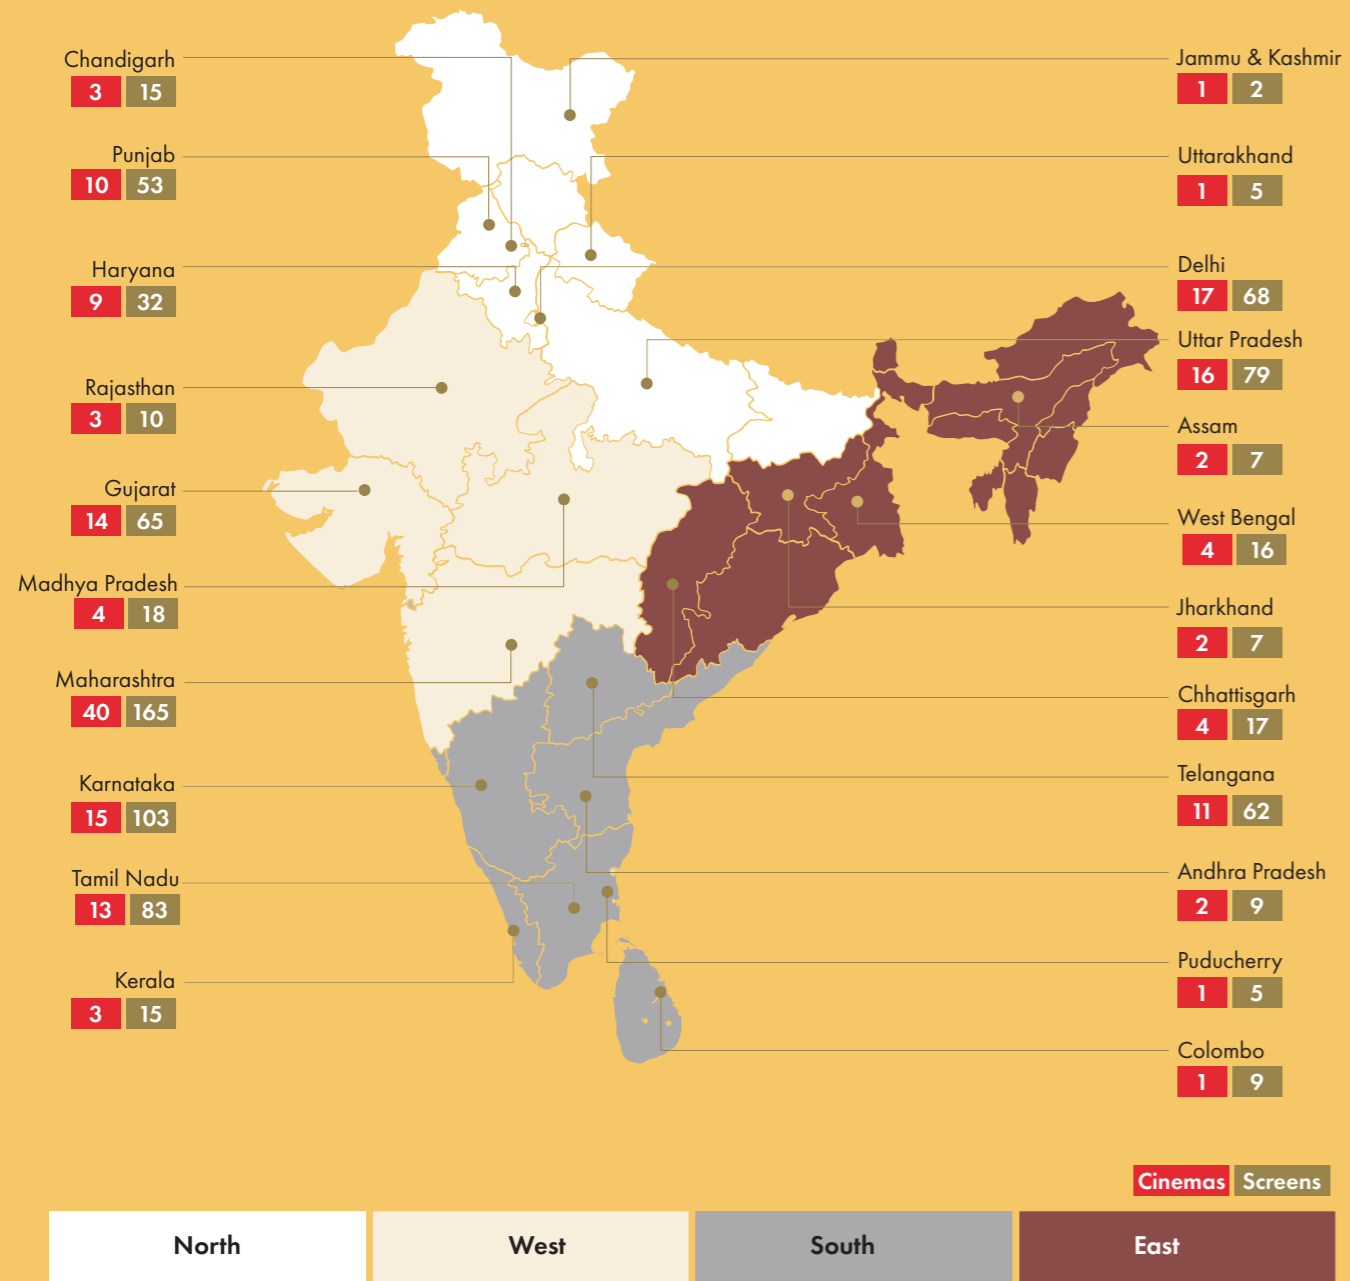 Chandigarh
3 15
Punjab
10 53
Haryana
9 32
Rajasthan
3 10
Gujarat
14 65
Madhya Pradesh
4 18
Maharashtra
40 165
Karnataka
15 103
Tamil Nadu
13 83
Kerala
3 15
Jammu & Kashmir
1 2
Uttarakhand
1 5
Delhi
17 68
Uttar Pradesh
16 79
Assam
2 7
West Bengal
4 16
Jharkhand
2 7
Chhattisgarh
4 17
Telangana
11 62
Andhra Pradesh
2 9
Puducherry
1 5
Colombo
1 9
Cinemas Screens
North West South East